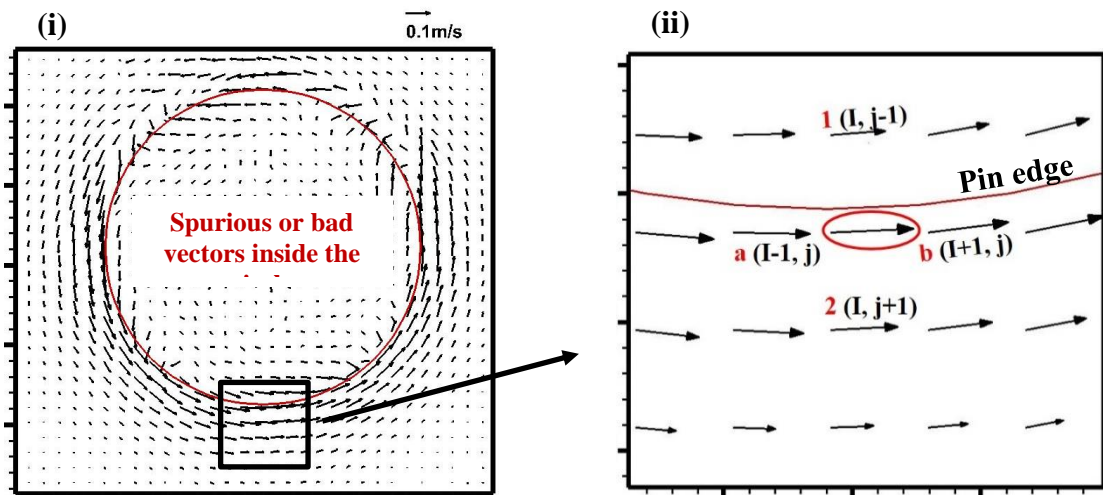 (i)
0.1m/s
Spurious or bad
vectors inside the
(ii)
1 (I, j-1)
Pin edge
a (I-1, j)
b (I+1, j)
2 (I, j+1)